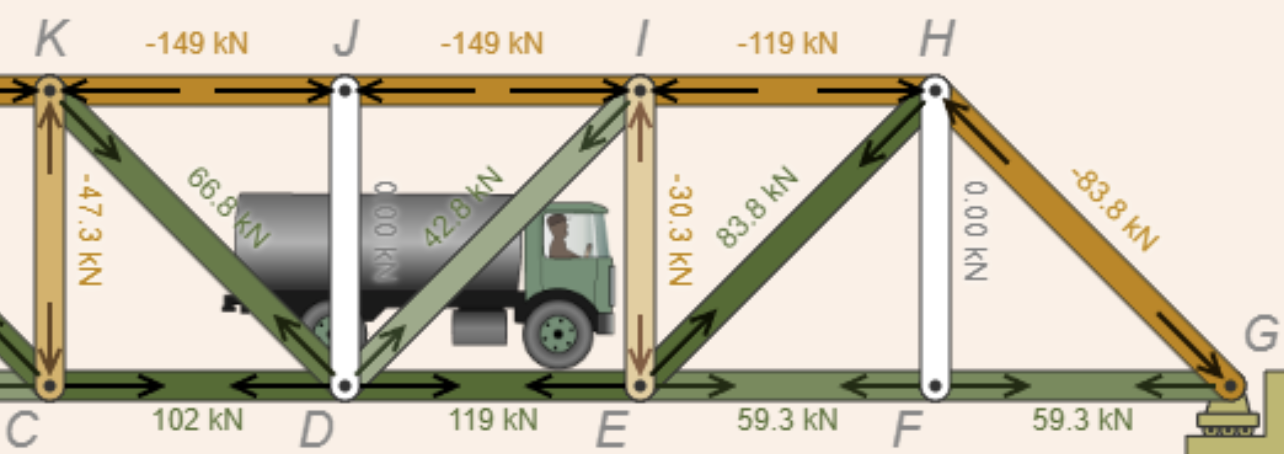 K
-149 kN
J
-149 kN
I
-119 kN
H
-47.3 kN
66.8 kN
0.00 kN
42.8 kN
-30.3 kN
83.8 kN
0.00 kN
-83.8 kN
G
C
102 kN
D
119 kN
E
59.3 kN
F
59.3 kN